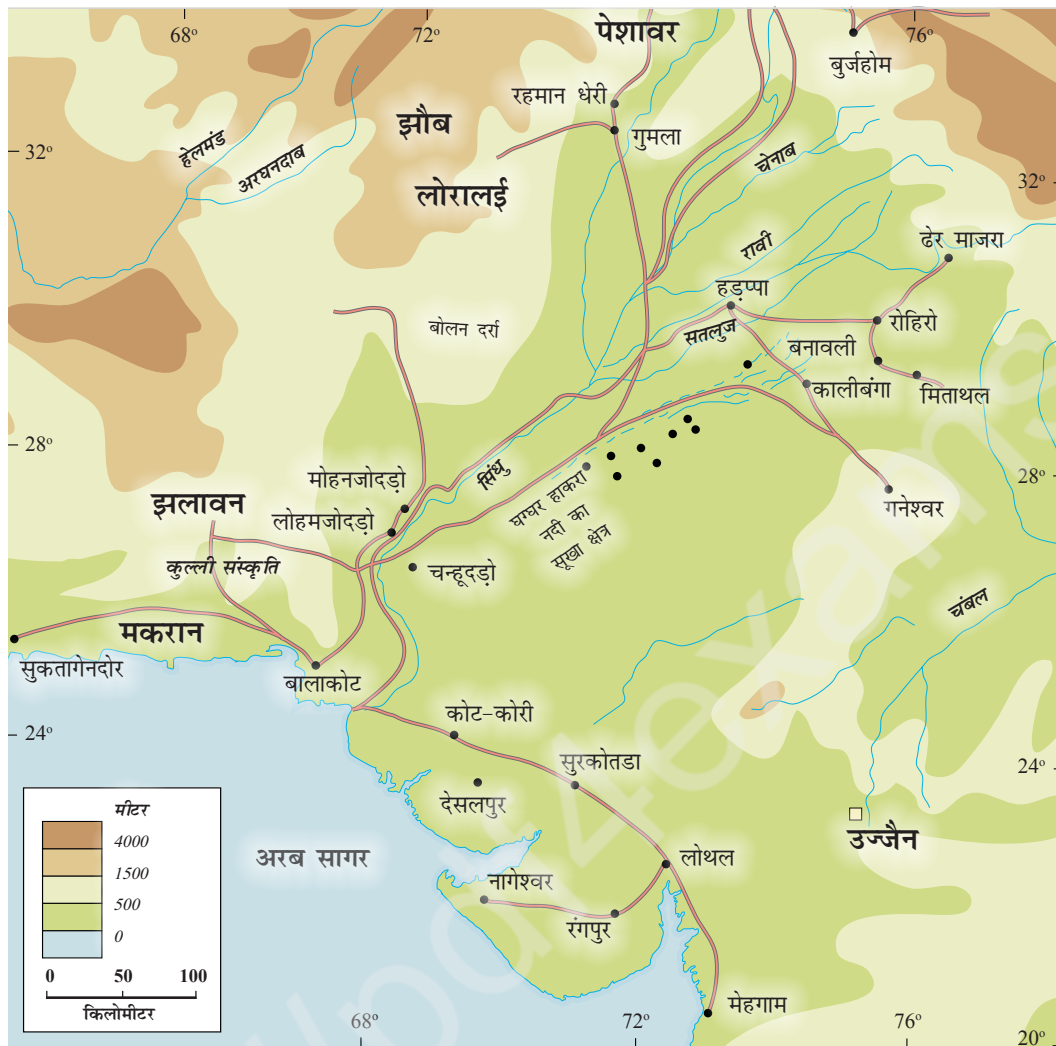 68°
72°
76°
पेशावर
बुर्जहोम
रहमान धेरी
झौब
गुमला
हेलमंड
अरघनदाब
चेनाब
32°
32°
लोरालई
ढेर माजरा
रावी
हड़प्पा
बोलन दर्रा
सतलुज
रोहिरो
बनावली
कालीबंगा
मिताथल
28°
28°
मोहनजोदड़ो
सिंधु
झलावन
लोहमजोदड़ो
घग्घर हाकरा
नदी का
सूखा क्षेत्र
गनेश्वर
कुल्ली संस्कृति
चन्हूदड़ो
चंबल
मकरान
सुकतागेनदोर
बालाकोट
कोट-कोरी
24°
24°
सुरकोतडा
देसलपुर
उज्जैन
मीटर
4000
1500
500
0
अरब सागर
लोथल
नागेश्वर
रंगपुर
0 50 100
किलोमीटर
मेहगाम
68°
72°
76°
20°